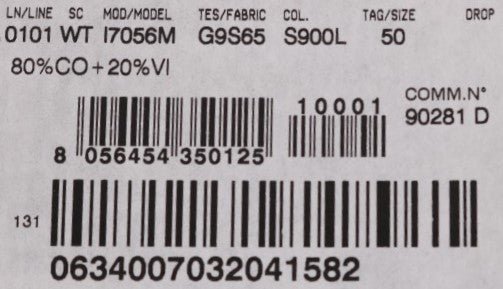 LN/LINE SC MOD/MODEL TES/FABRIC COL. TAG/SIZE DROP
0101 WT I7056M G9S65 S900L 50
80%CO+20%VI
COMM.N°
90281 D
10001
8 056454 350125
131
0634007032041582